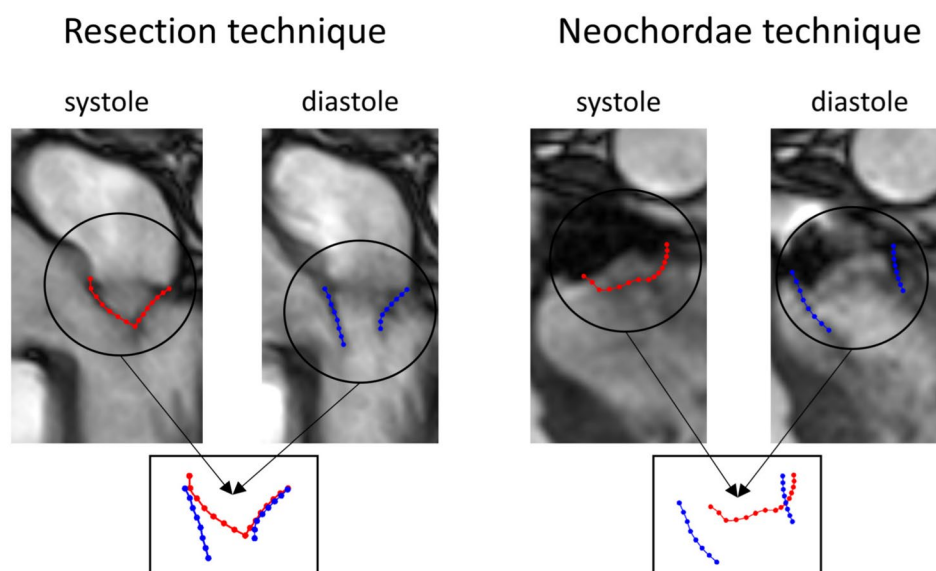 Resection technique
Neochordae technique
systole
diastole
systole
diastole